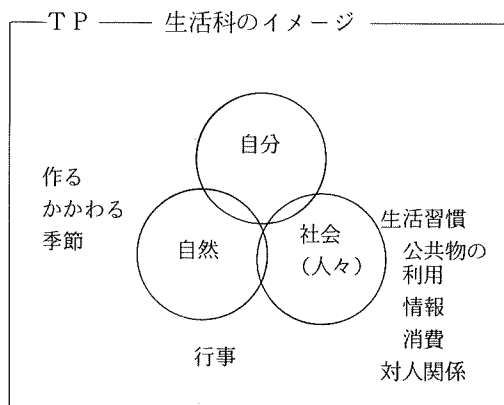 TP 生活科のイメージ
自分
作る
かかわる
季節
自然
社会
(人々)
生活習慣
公共物の
利用
情報
消費
対人関係
行事